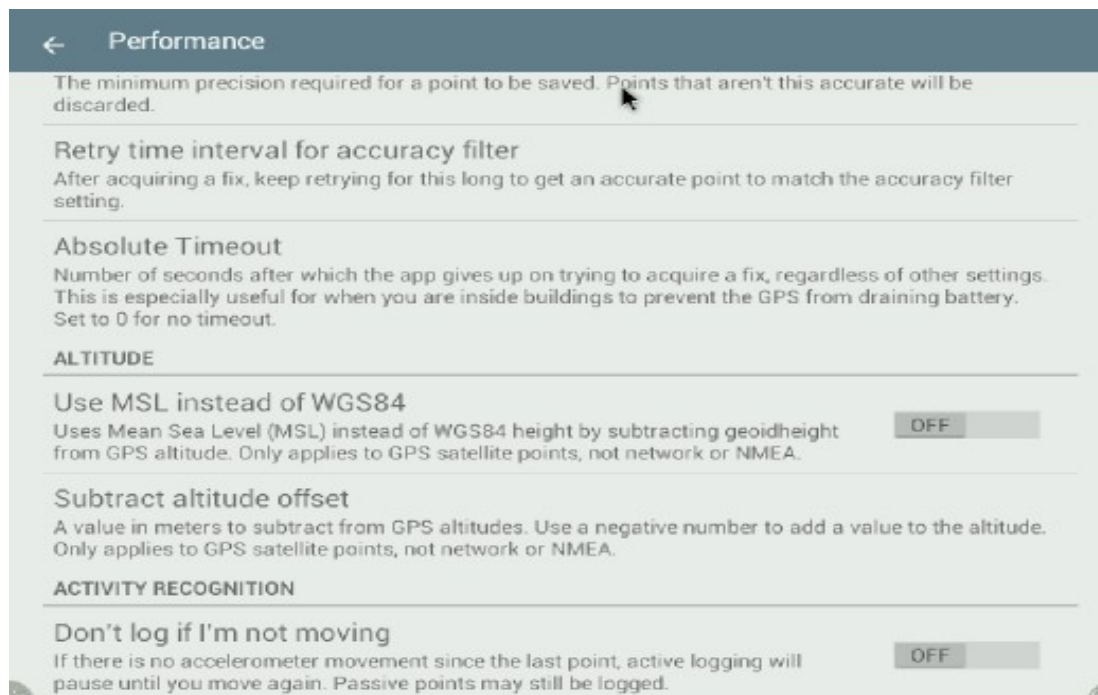 Performance
The minimum precision required for a point to be saved. Points that aren't this accurate will be
discarded.
Retry time interval for accuracy filter
After acquiring a fix, keep retrying for this long to get an accurate point to match the accuracy filter
setting.
Absolute Timeout
Number of seconds after which the app gives up on trying to acquire a fix, regardless of other settings.
This is especially useful for when you are inside buildings to prevent the GPS from draining battery.
Set to 0 for no timeout.
ALTITUDE
Use MSL instead of WGS84
Uses Mean Sea Level (MSL) instead of WGS84 height by subtracting geoidheight
from GPS altitude. Only applies to GPS satellite points, not network or NMEA.
OFF
Subtract altitude offset
A value in meters to subtract from GPS altitudes. Use a negative number to add a value to the altitude.
Only applies to GPS satellite points, not network or NMEA.
ACTIVITY RECOGNITION
Don't log if I'm not moving
If there is no accelerometer movement since the last point, active logging will
pause until you move again. Passive points may still be logged.
OFF